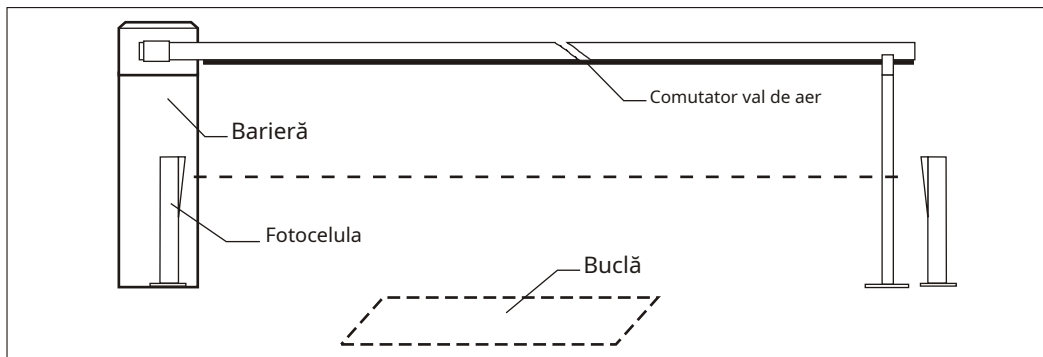 Comutator val de aer
Barieră
Fotocelula
Buclă